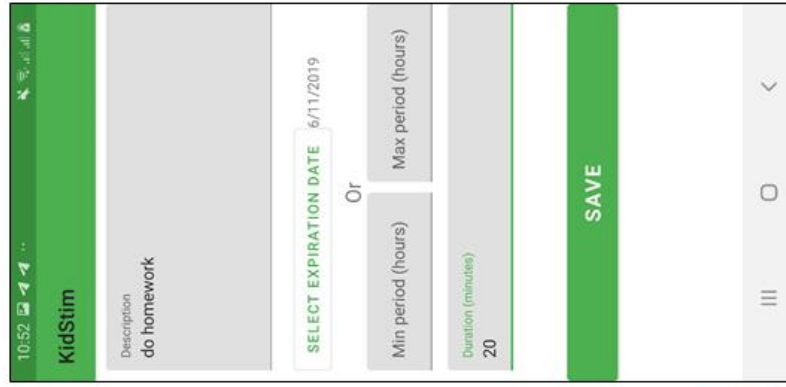 10:52
KidStim
Description
do homework
SELECT EXPIRATION DATE 6/11/2019
Or
Min period (hours) Max period (hours)
Duration (minutes)
20
SAVE